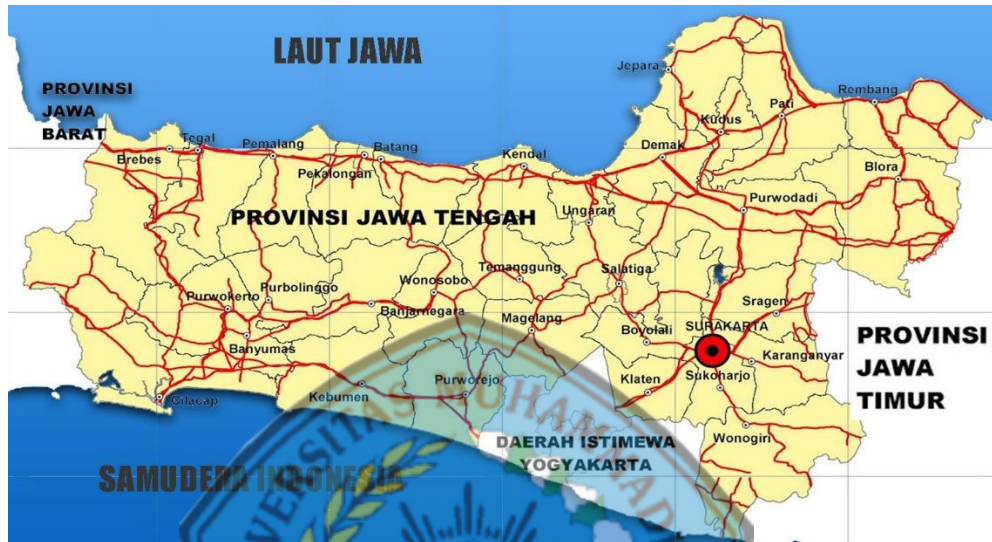 LAUT JAWA
PROVINSI
JAWA
BARAT
Jepara
Rembang
Pati
Kudus
Tegal
Pemalang
Batang
Brebes
Pekalongan
Kendal
Demak
Blora
PROVINSI JAWA TENGAH
Ungaran
Purwodadi
Temanggung
Salatiga
Wonosobo
Purbolinggo
Purwokerto
Banjarnegara
Magelang
Sragen
Boyolali
SURAKARTA
Banyumas
Karanganyar
PROVINSI
JAWA
TIMUR
Klaten
Sukoharjo
Purworejo
Kebumen
Cilacap
Wonogiri
DAERAH ISTIMEWA
YOGYAKARTA
SAMUDERA INDONESIA